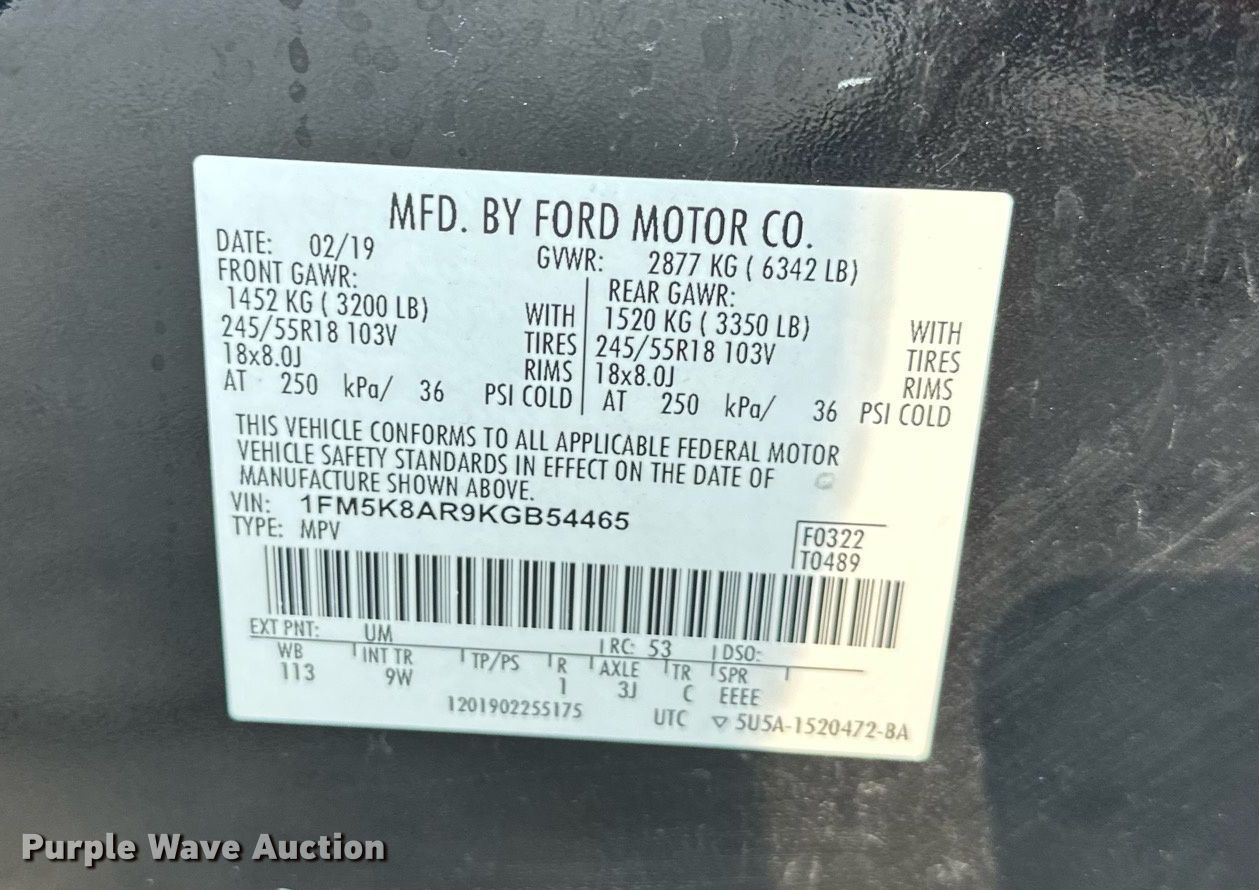 MFD. BY FORD MOTOR CO.
DATE: 02/19 GVWR: 2877 KG ( 6342 LB)
FRONT GAWR: REAR GAWR:
1452 KG ( 3200 LB) WITH 1520 KG ( 3350 LB) WITH
245/55R18 103V TIRES 245/55R18 103V TIRES
18x8.0J RIMS 18x8.0J RIMS
AT 250 kPa/ 36 PSI COLD AT 250 kPa/ 36 PSI COLD
THIS VEHICLE CONFORMS TO ALL APPLICABLE FEDERAL MOTOR
VEHICLE SAFETY STANDARDS IN EFFECT ON THE DATE OF
MANUFACTURE SHOWN ABOVE.
VIN: 1FM5K8AR9KGB54465
TYPE: MPV F0322
T0489
EXT PNT: UM RC: 53 DSO:
WB INT TR TP/PS R AXLE TR SPR
113 9W 1 3J C EEEE
1201902255175 UTC ▽ 5U5A-1520472-BA
Purple Wave Auction